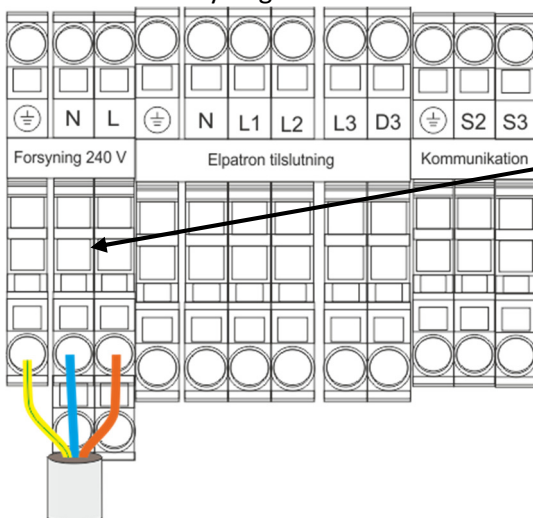 N L N L1 L2 L3 D3 S2 S3
Forsyning 240 V Elpatron tilslutning Kommunikation